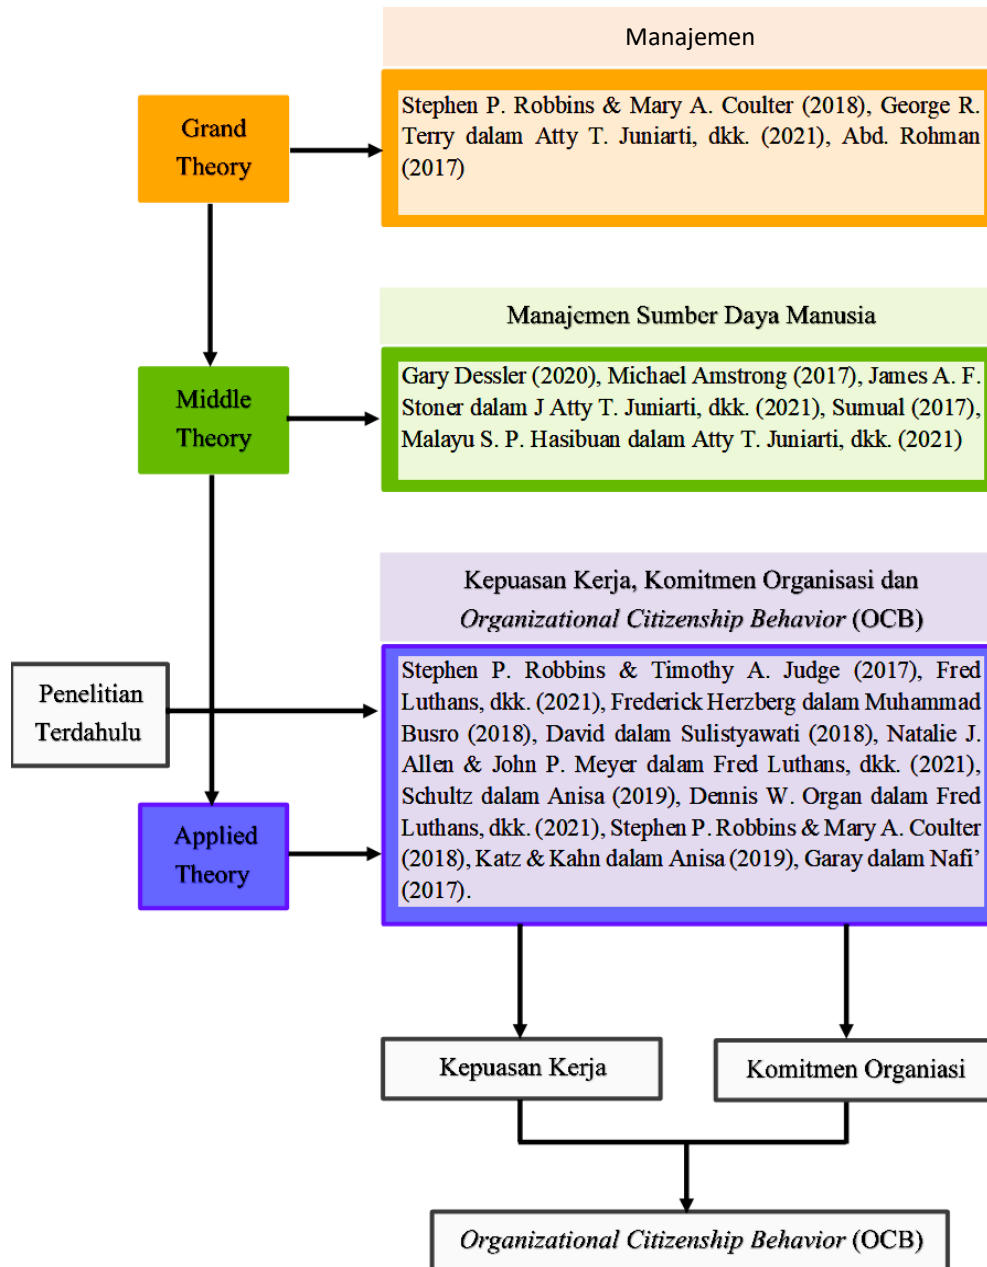 Manajemen
Grand
Theory
Stephen P. Robbins & Mary A. Coulter (2018), George R.
Terry dalam Atty T. Juniarti, dkk. (2021), Abd. Rohman
(2017)
Manajemen Sumber Daya Manusia
Middle
Theory
Gary Dessler (2020), Michael Amstrong (2017), James A. F.
Stoner dalam J Atty T. Juniarti, dkk. (2021), Sumual (2017),
Malayu S. P. Hasibuan dalam Atty T. Juniarti, dkk. (2021)
Kepuasan Kerja, Komitmen Organisasi dan
Organizational Citizenship Behavior (OCB)
Penelitian
Terdahulu
Applied
Theory
Stephen P. Robbins & Timothy A. Judge (2017), Fred
Luthans, dkk. (2021), Frederick Herzberg dalam Muhammad
Busro (2018), David dalam Sulistyawati (2018), Natalie J.
Allen & John P. Meyer dalam Fred Luthans, dkk. (2021),
Schultz dalam Anisa (2019), Dennis W. Organ dalam Fred
Luthans, dkk. (2021), Stephen P. Robbins & Mary A. Coulter
(2018), Katz & Kahn dalam Anisa (2019), Garay dalam Nafi’
(2017).
Kepuasan Kerja
Komitmen Organiasi
Organizational Citizenship Behavior (OCB)